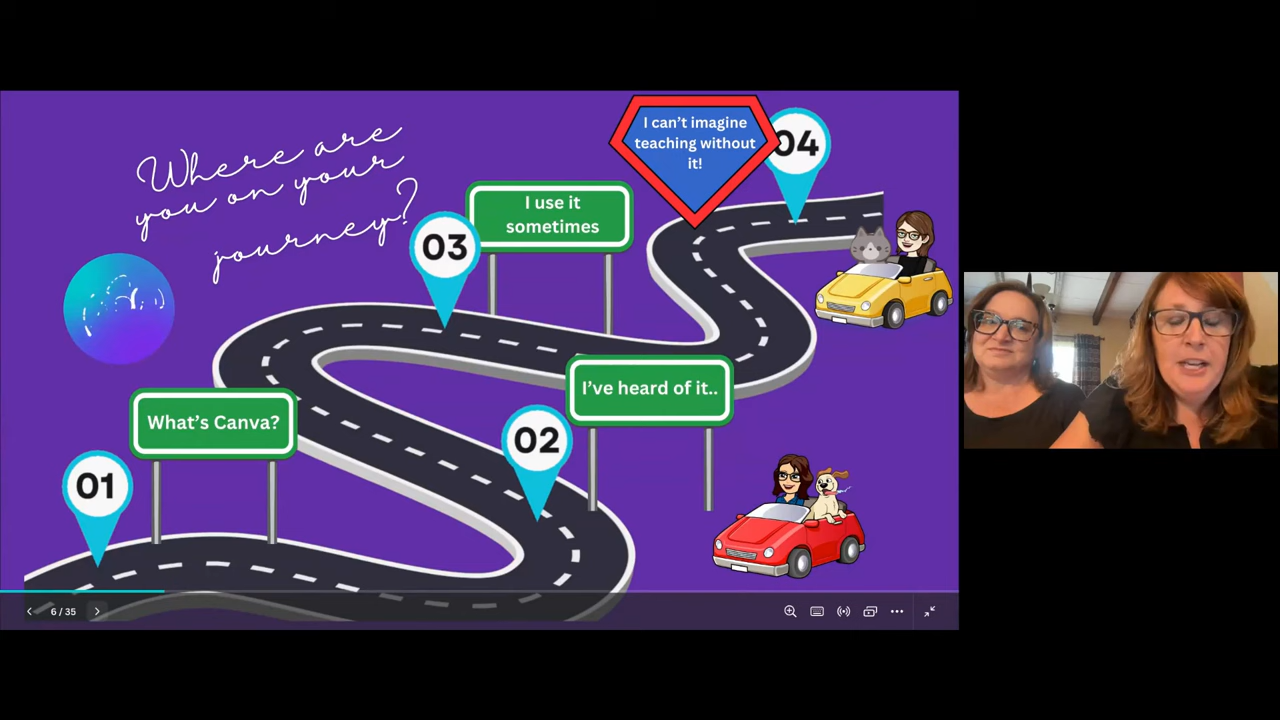 Where are
you on your
journey?
I can't imagine
teaching without
it!
04
I use it
sometimes
03
I've heard of it..
02
What's Canva?
01
6 / 35